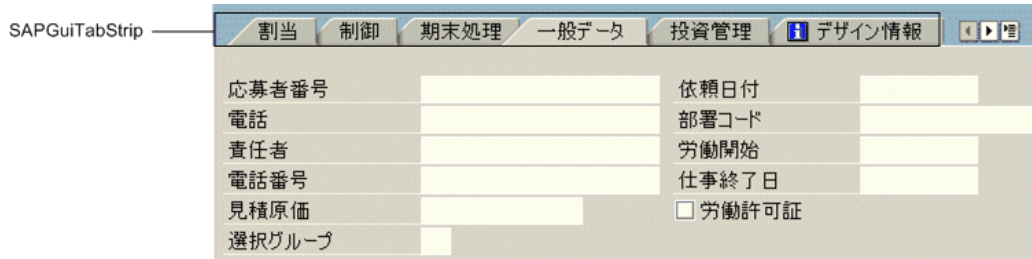 SAPGuiTabStrip
割当 制御 期末処理 一般データ 投資管理 デザイン情報
応募者番号 依頼日付
電話 部署コード
責任者 労働開始
電話番号 仕事終了日
見積原価 労働許可証
選択グループ